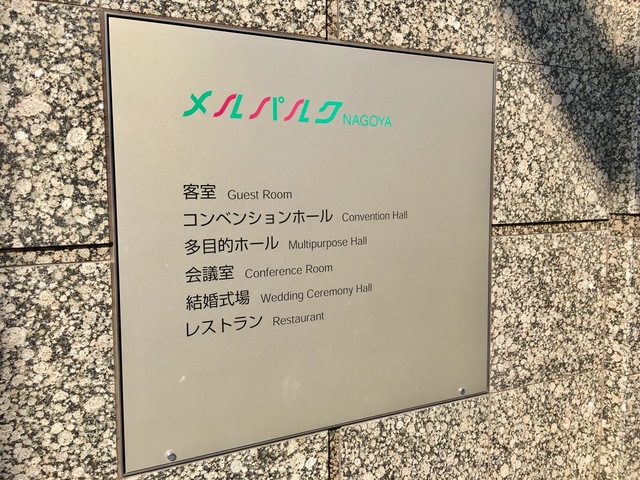 メルパルク NAGOYA
客室 Guest Room
コンベンションホール Convention Hall
多目的ホール Multipurpose Hall
会議室 Conference Room
結婚式場 Wedding Ceremony Hall
レストラン Restaurant